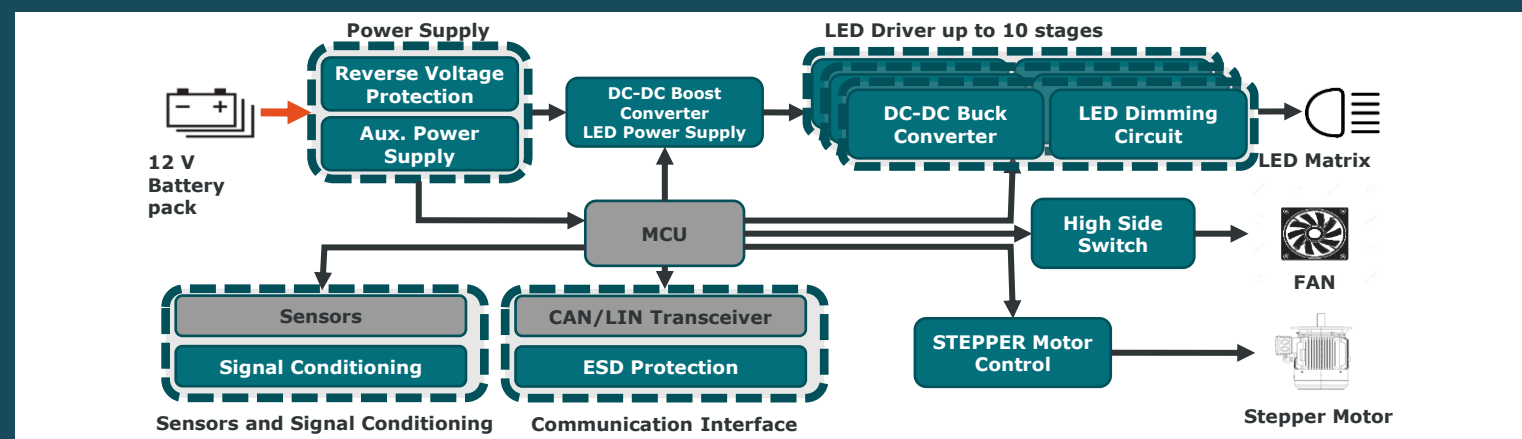 Power Supply
LED Driver up to 10 stages
Reverse Voltage
Protection
Aux. Power
Supply
DC-DC Boost
Converter
LED Power Supply
DC-DC Buck
Converter
LED Dimming
Circuit
12 V
Battery
pack
LED Matrix
MCU
High Side
Switch
FAN
Sensors
Signal Conditioning
Sensors and Signal Conditioning
CAN/LIN Transceiver
ESD Protection
Communication Interface
STEPPER Motor
Control
Stepper Motor